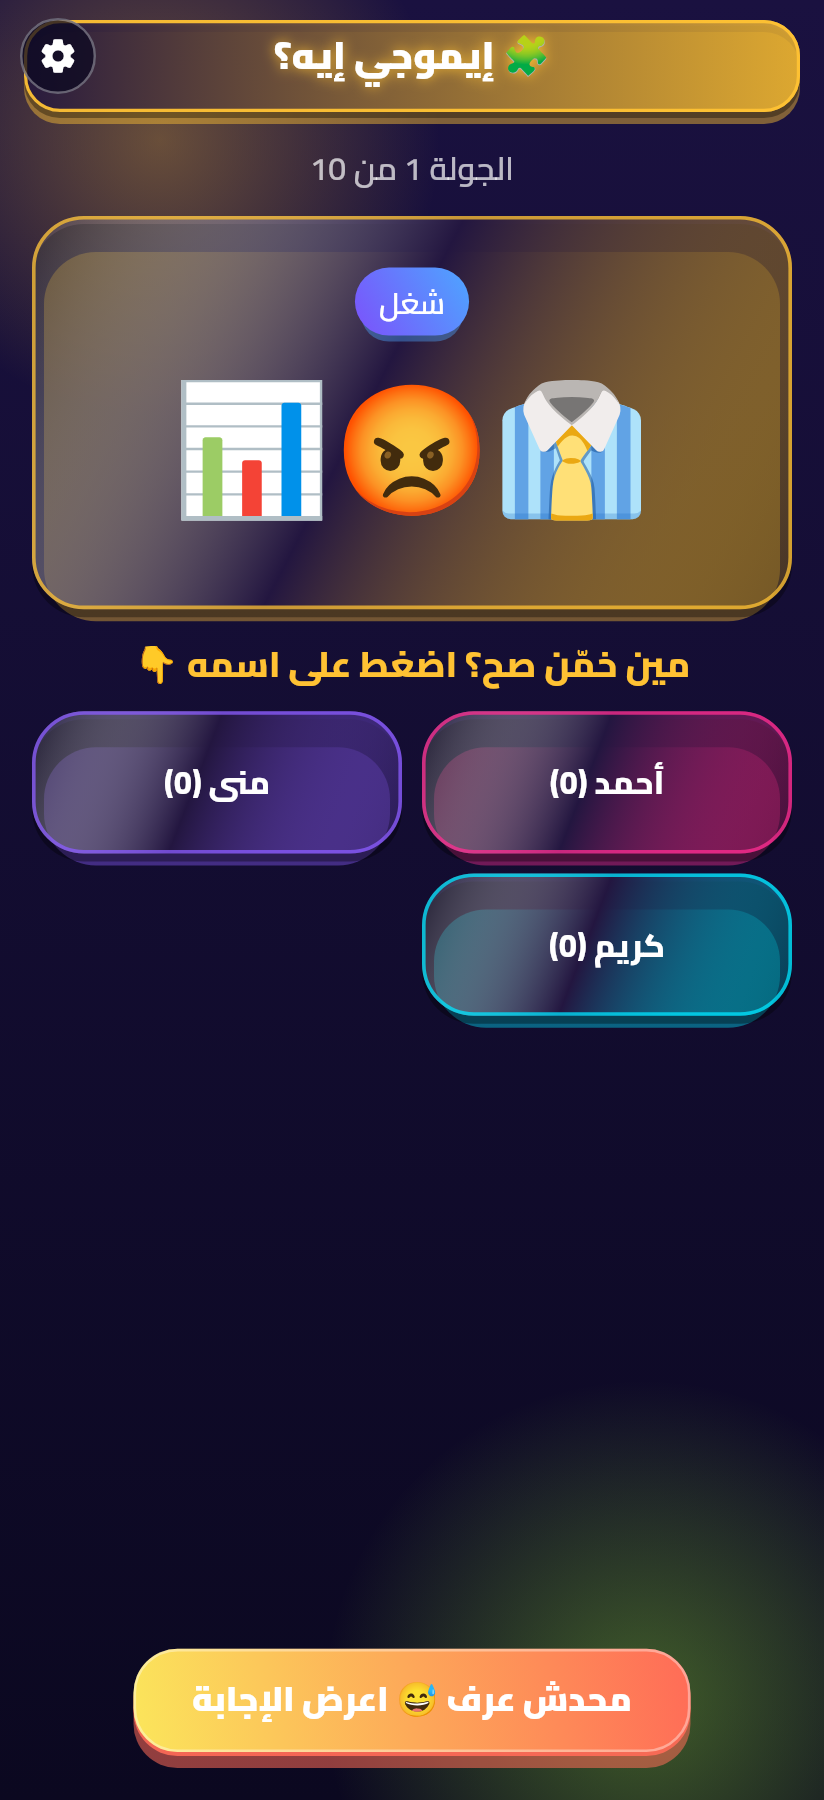 إيموجي إيه؟
الجولة 1 من 10
شغل
مين خمّن صح؟ اضغط على اسمه
أحمد (0)
منى (0)
كريم (0)
محدش عرف 😅 اعرض الإجابة